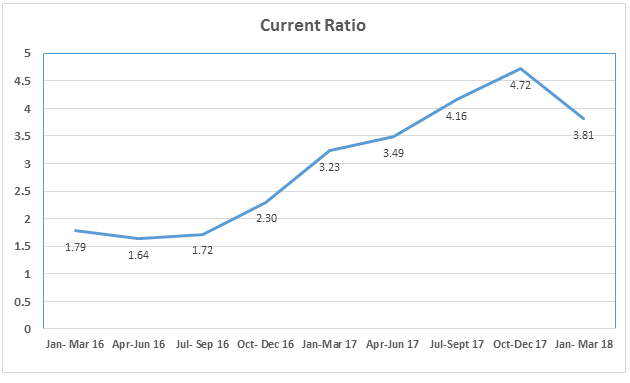 Current Ratio
5
4.5
4
3.5
3
2.5
2
1.5
1
0.5
0
1.79
1.64
1.72
2.30
3.23
3.49
4.16
4.72
3.81
Jan- Mar 16
Apr-Jun 16
Jul- Sep 16
Oct- Dec 16
Jan-Mar 17
Apr-Jun 17
Jul-Sept 17
Oct-Dec 17
Jan- Mar 18